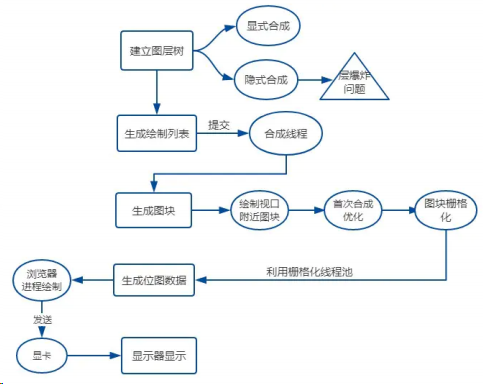 显式合成
建立图层树
隐式合成
层爆炸
问题
提交
生成绘制列表
合成线程
生成图块
绘制视口
附近图块
首次合成
优化
图块栅格
化
浏览器
进程绘制
生成位图数据
利用栅格化线程池
发送
显卡
显示器显示